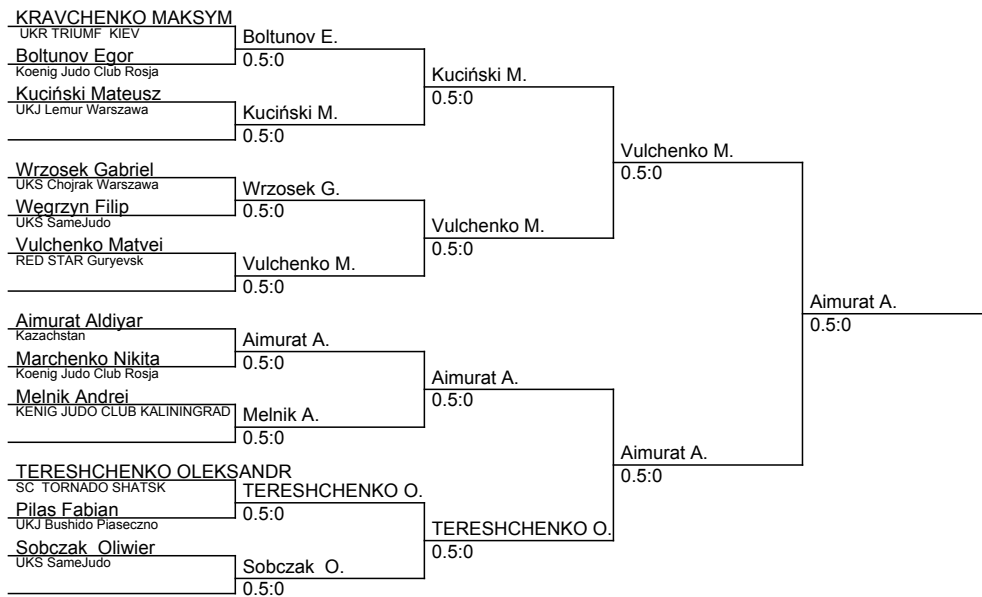 KRAVCHENKO MAKSYM
UKR TRIUMF  KIEV
Boltunov E.
0.5:0
Boltunov Egor
Koenig Judo Club Rosja
Kuciński M.
0.5:0
Kuciński Mateusz
UKJ Lemur Warszawa
Kuciński M.
0.5:0
Vulchenko M.
0.5:0
Wrzosek Gabriel
UKS Chojrak Warszawa
Wrzosek G.
0.5:0
Węgrzyn Filip
UKS SameJudo
Vulchenko M.
0.5:0
Vulchenko Matvei
RED STAR Guryevsk
Vulchenko M.
0.5:0
Aimurat A.
0.5:0
Aimurat Aldiyar
Kazachstan
Aimurat A.
0.5:0
Marchenko Nikita
Koenig Judo Club Rosja
Aimurat A.
0.5:0
Melnik Andrei
KENIG JUDO CLUB KALININGRAD
Melnik A.
0.5:0
Aimurat A.
0.5:0
TERESHCHENKO OLEKSANDR
SC  TORNADO SHATSK
TERESHCHENKO O.
0.5:0
Pilas Fabian
UKJ Bushido Piaseczno
TERESHCHENKO O.
0.5:0
Sobczak  Oliwier
UKS SameJudo
Sobczak  O.
0.5:0